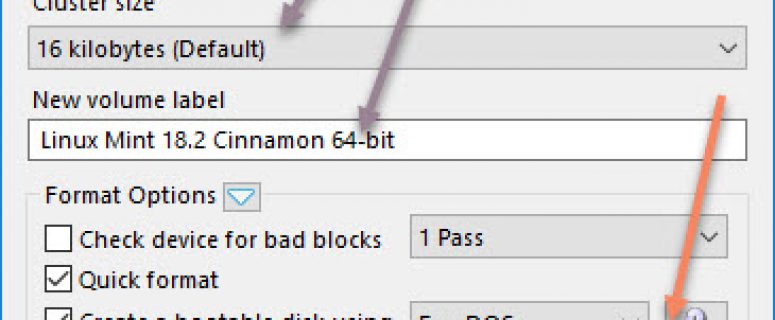 Cluster size
16 kilobytes (Default)
New volume label
Linux Mint 18.2 Cinnamon 64-bit
Format Options
Check device for bad blocks
1 Pass
Quick format
Create a bootable disk using
FreeDOS